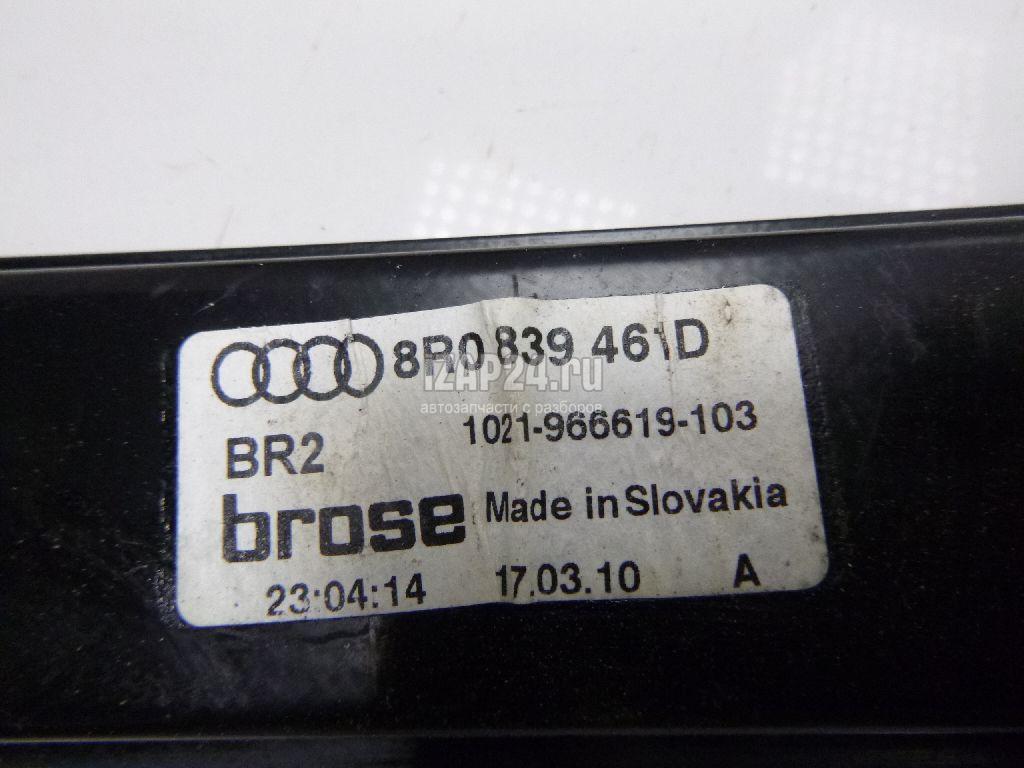 8R0 839 461D
IZAP24.ru
автозапчасти с разборов
1021-966619-103
BR2
brose Made in Slovakia
23:04:14 17.03.10 A